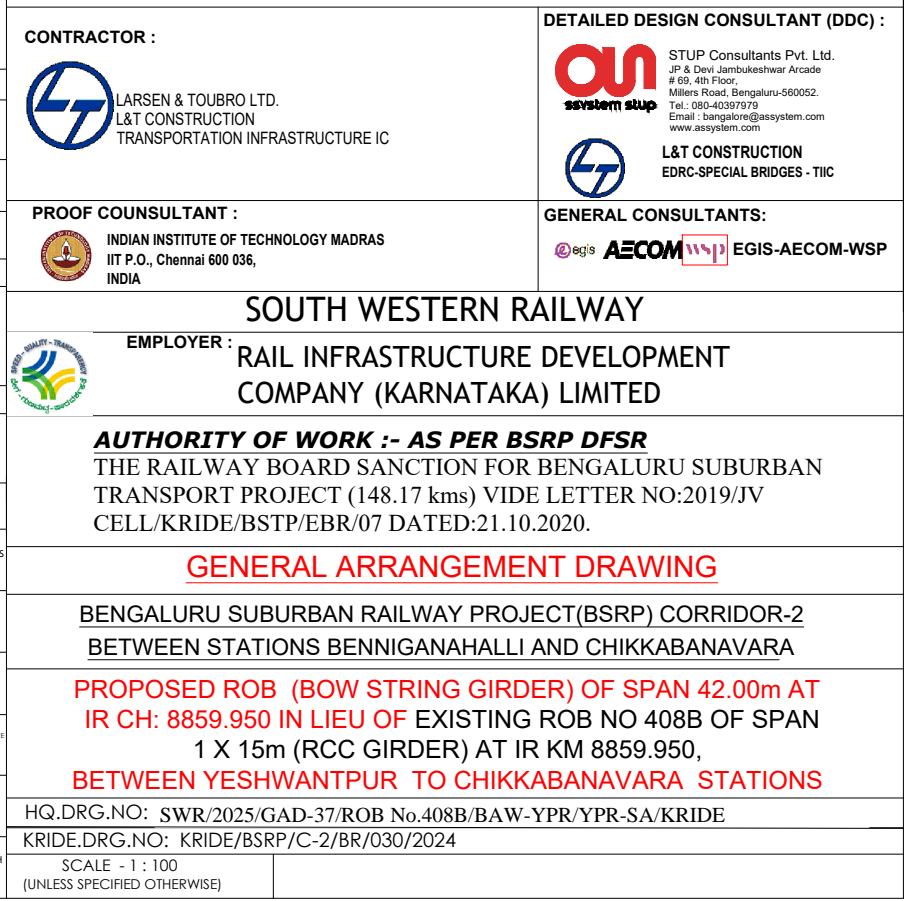 CONTRACTOR :
LARSEN & TOUBRO LTD.
L&T CONSTRUCTION
TRANSPORTATION INFRASTRUCTURE IC
DETAILED DESIGN CONSULTANT (DDC) :
assystem stup
STUP Consultants Pvt. Ltd.
JP & Devi Jambukeshwar Arcade
# 69, 4th Floor,
Millers Road, Bengaluru-560052.
Tel.: 080-40397979
Email : bangalore@assystem.com
www.assystem.com
L&T CONSTRUCTION
EDRC-SPECIAL BRIDGES - TIIC
PROOF COUNSULTANT :
INDIAN INSTITUTE OF TECHNOLOGY MADRAS
IIT P.O., Chennai 600 036,
INDIA
GENERAL CONSULTANTS:
egis AECOM wsp EGIS-AECOM-WSP
SOUTH WESTERN RAILWAY
SPEED - QUALITY - TRANSPARENCY
EMPLOYER :
RAIL INFRASTRUCTURE DEVELOPMENT
COMPANY (KARNATAKA) LIMITED
AUTHORITY OF WORK :- AS PER BSRP DFSR
THE RAILWAY BOARD SANCTION FOR BENGALURU SUBURBAN
TRANSPORT PROJECT (148.17 kms) VIDE LETTER NO:2019/JV
CELL/KRIDE/BSTP/EBR/07 DATED:21.10.2020.
GENERAL ARRANGEMENT DRAWING
BENGALURU SUBURBAN RAILWAY PROJECT(BSRP) CORRIDOR-2
BETWEEN STATIONS BENNIGANAHALLI AND CHIKKABANAVARA
PROPOSED ROB (BOW STRING GIRDER) OF SPAN 42.00m AT
IR CH: 8859.950 IN LIEU OF EXISTING ROB NO 408B OF SPAN
1 X 15m (RCC GIRDER) AT IR KM 8859.950,
BETWEEN YESHWANTPUR TO CHIKKABANAVARA STATIONS
HQ.DRG.NO: SWR/2025/GAD-37/ROB No.408B/BAW-YPR/YPR-SA/KRIDE
KRIDE.DRG.NO: KRIDE/BSRP/C-2/BR/030/2024
SCALE - 1 : 100
(UNLESS SPECIFIED OTHERWISE)